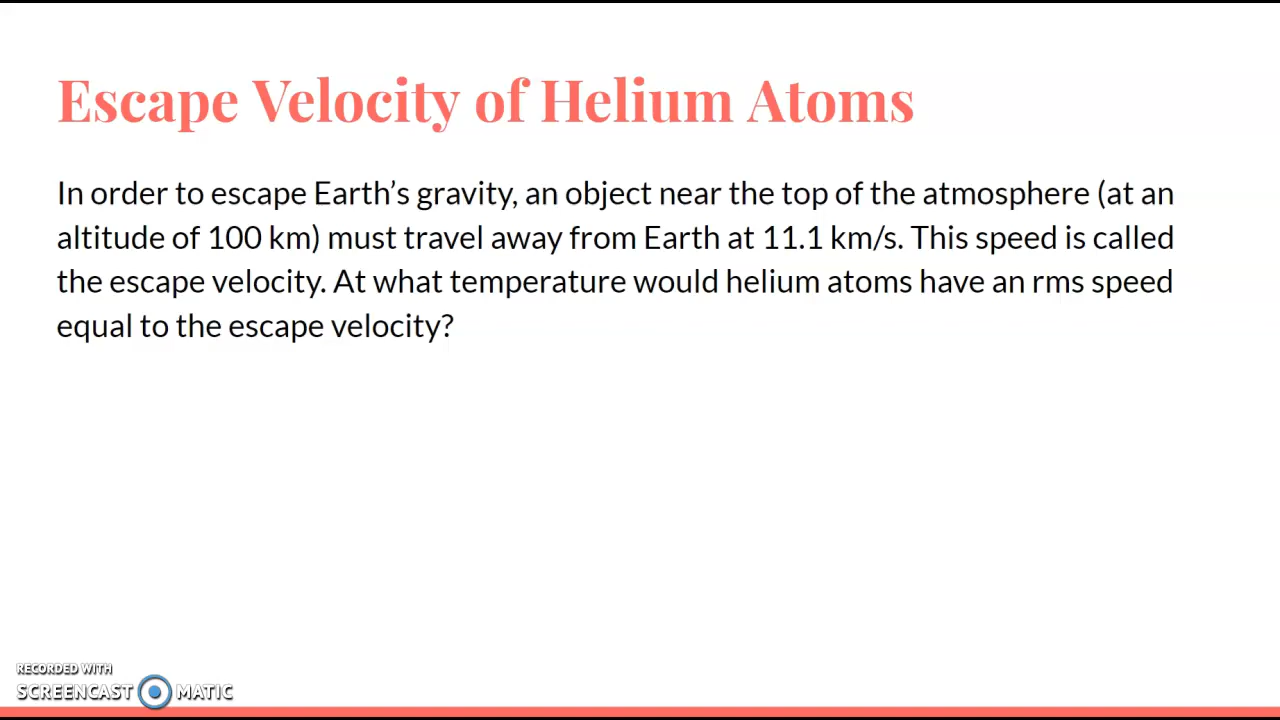 Escape Velocity of Helium Atoms
In order to escape Earth’s gravity, an object near the top of the atmosphere (at an
altitude of 100 km) must travel away from Earth at 11.1 km/s. This speed is called
the escape velocity. At what temperature would helium atoms have an rms speed
equal to the escape velocity?
RECORDED WITH
SCREENCAST MATIC